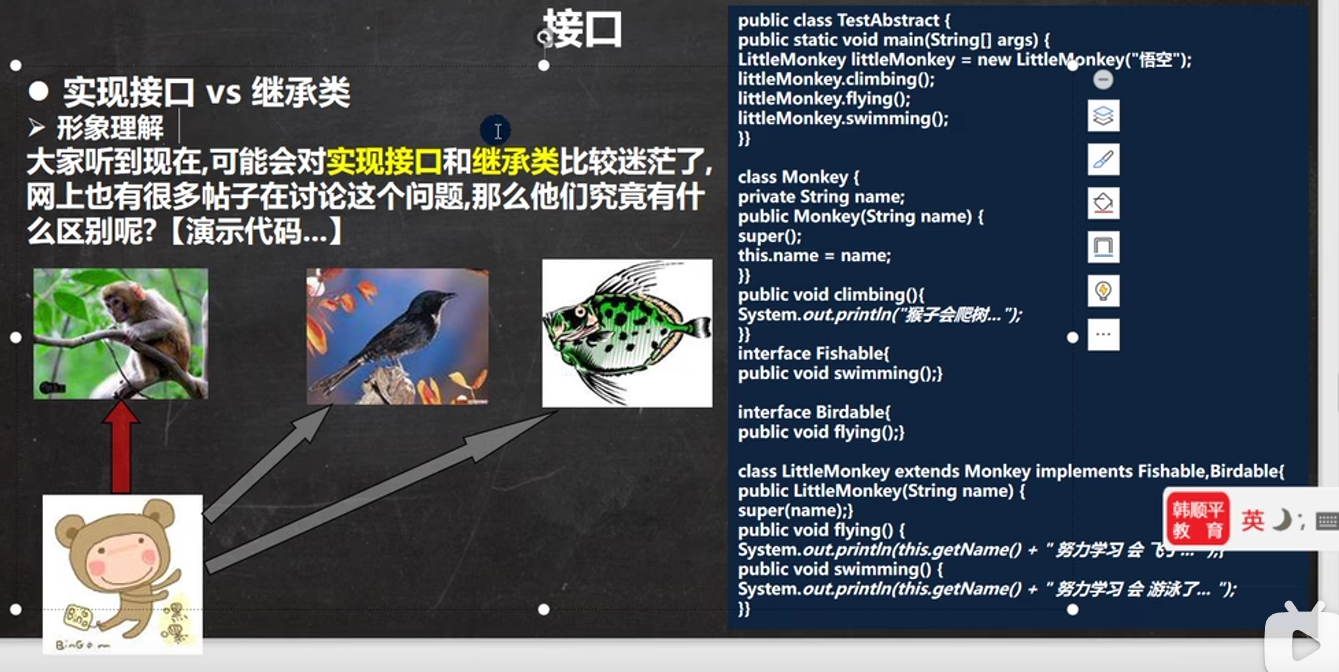 接口
● 实现接口 vs 继承类
➢ 形象理解
大家听到现在,可能会对实现接口和继承类比较迷茫了,
网上也有很多帖子在讨论这个问题,那么他们究竟有什
么区别呢?【演示代码...】
Bino
BinGom
嘿
嘿
public class TestAbstract {
public static void main(String[] args) {
LittleMonkey littleMonkey = new LittleMonkey("悟空");
littleMonkey.climbing();
littleMonkey.flying();
littleMonkey.swimming();
}}
class Monkey {
private String name;
public Monkey(String name) {
super();
this.name = name;
}}
public void climbing(){
System.out.println("猴子会爬树...");
}}
interface Fishable{
public void swimming();}
interface Birdable{
public void flying();}
class LittleMonkey extends Monkey implements Fishable,Birdable{
public LittleMonkey(String name) {
super(name);}
public void flying() {
System.out.println(this.getName() + " 努力学习 会
public void swimming() {
System.out.println(this.getName() + " 努力学习 会 游泳了... ");
}}
韩顺平
教 育
英